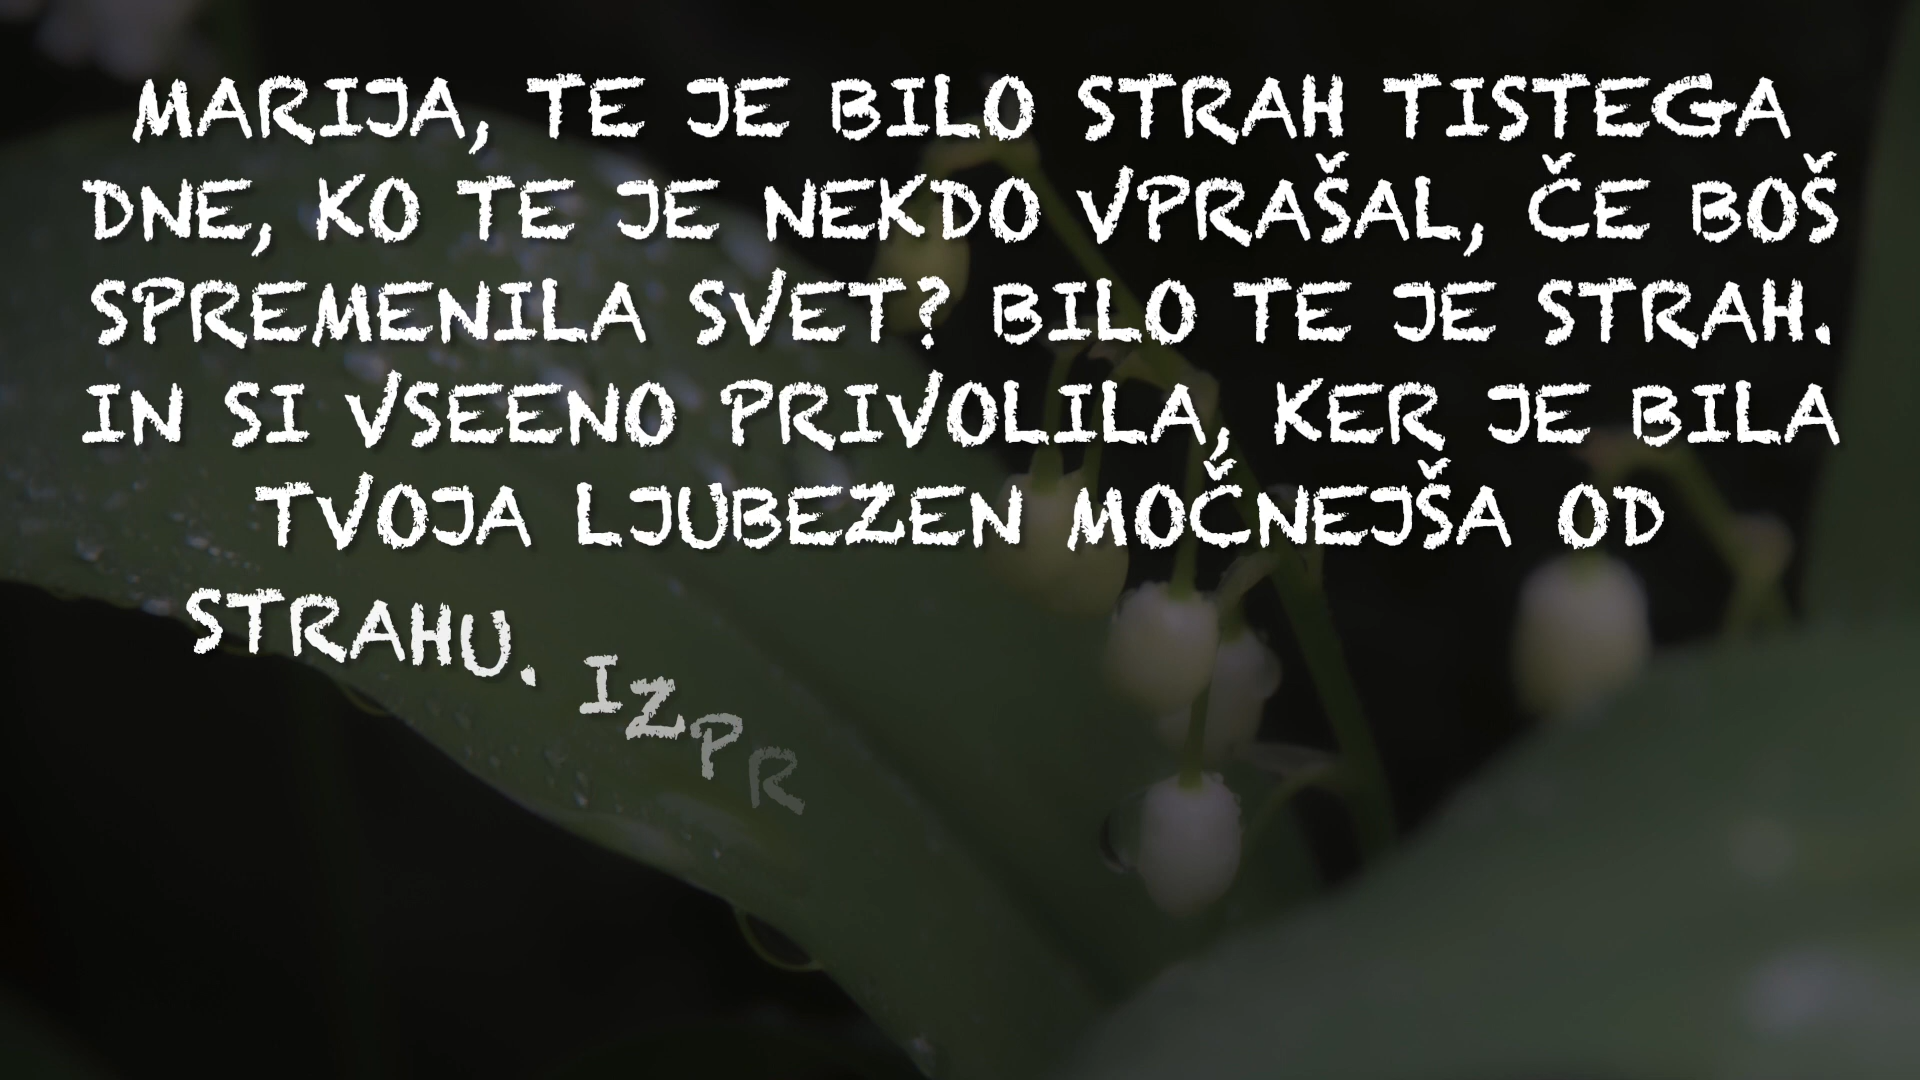 MARIJA, TE JE BILO STRAH TISTEGA
DNE, KO TE JE NEKDO VPRAŠAL, ČE BOŠ
SPREMENILA SVET? BILO TE JE STRAH.
IN SI VSEENO PRIVOLILA, KER JE BILA
TVOJA LJUBEZEN MOČNEJŠA OD
STRAHU. IZPR